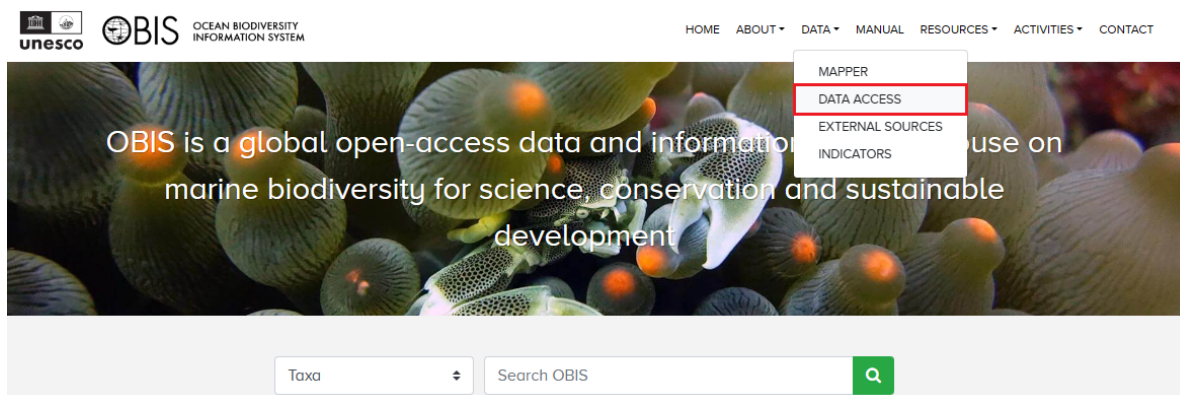 unesco
OBIS OCEAN BIODIVERSITY INFORMATION SYSTEM
HOME ABOUT DATA MANUAL RESOURCES ACTIVITIES CONTACT
MAPPER
DATA ACCESS
EXTERNAL SOURCES
INDICATORS
OBIS is a global open-access data and information use on
marine biodiversity for science, conservation and sustainable
development
Taxa Search OBIS